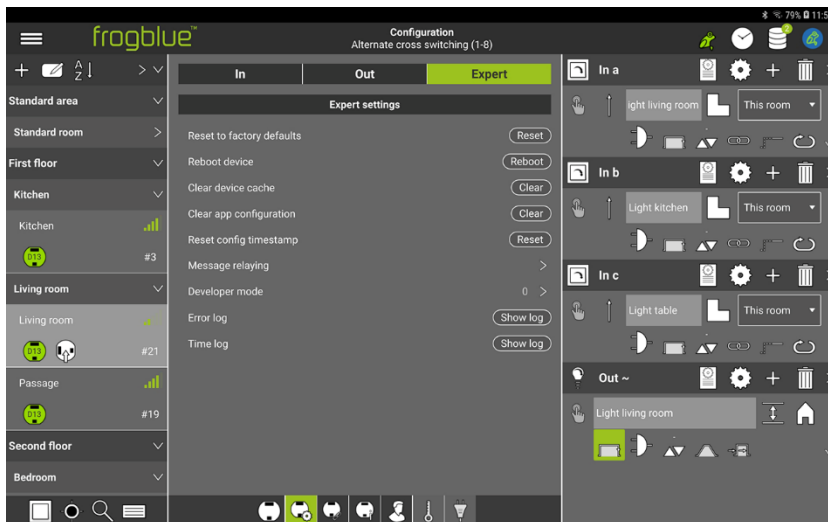 79% 11:5
frogblue™
Configuration
Alternate cross switching (1-8)
2
A
Z
Standard area
Standard room
First floor
Kitchen
Kitchen
D13
#3
Living room
Living room
D13
#21
Passage
D13
#19
Second floor
Bedroom
In
Out
Expert
Expert settings
Reset to factory defaults
Reset
Reboot device
Reboot
Clear device cache
Clear
Clear app configuration
Clear
Reset config timestamp
Reset
Message relaying
Developer mode
0
Error log
Show log
Time log
Show log
In a
ight living room
This room
In b
Light kitchen
This room
In c
Light table
This room
Out ~
Light living room